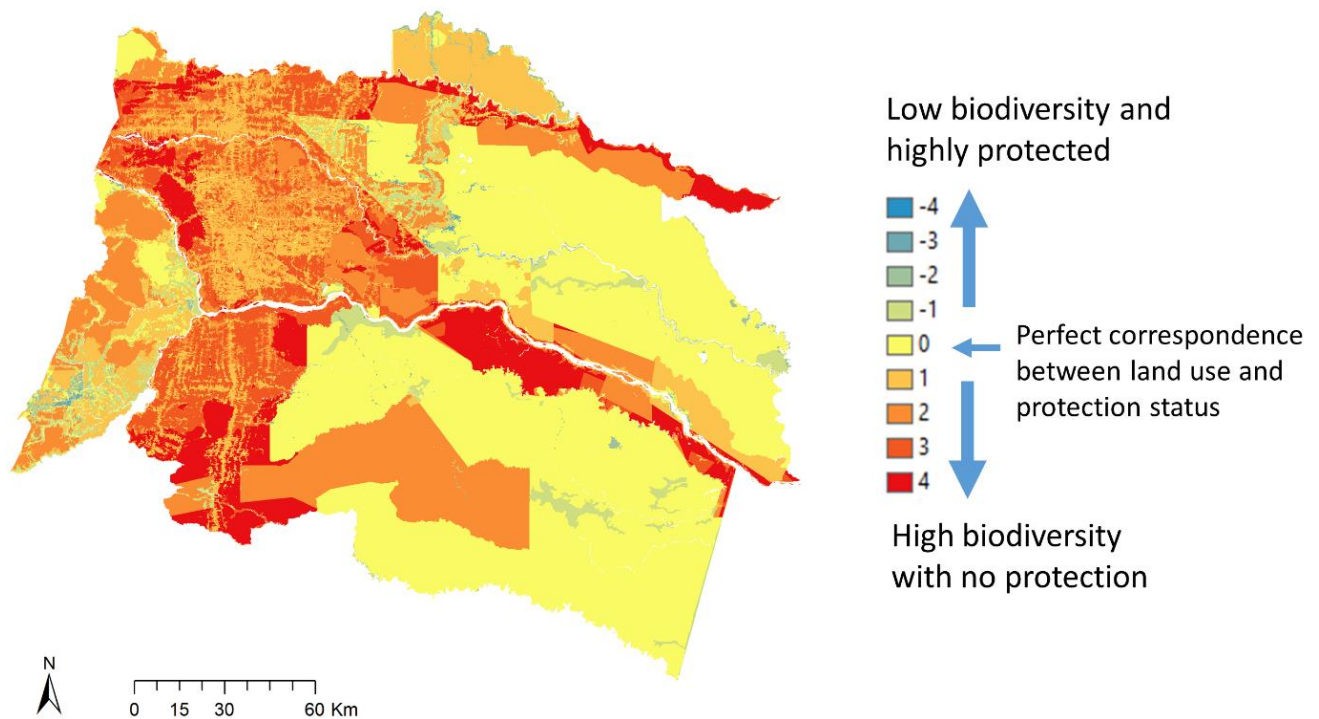 Low biodiversity and
highly protected
-4
-3
-2
-1
0
1
2
3
4
Perfect correspondence
between land use and
protection status
High biodiversity
with no protection
N
0 15 30 60 Km